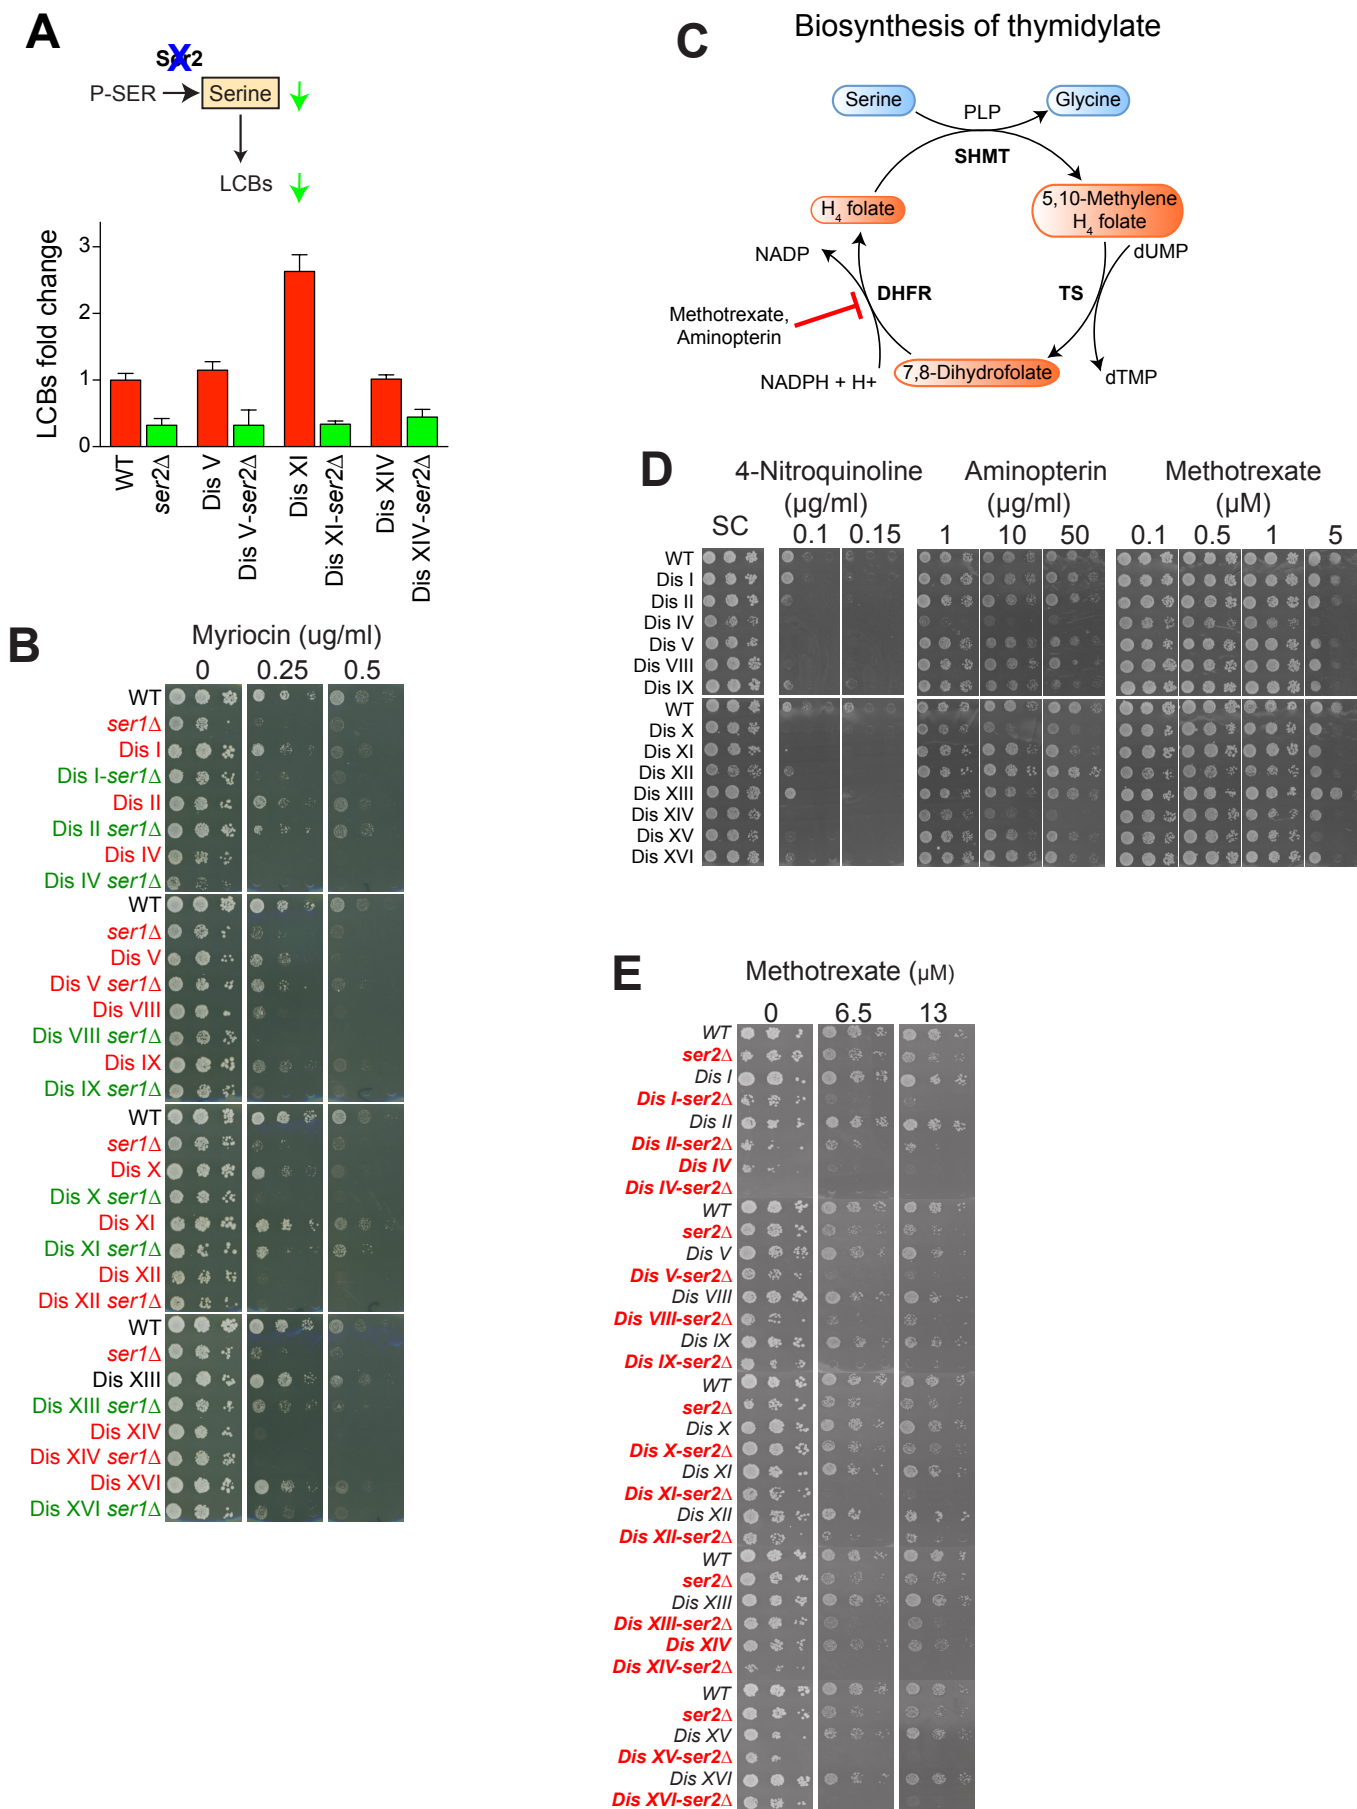 A
Ser2
X
P-SER
Serine
LCBs
LCBs fold change
3
2
1
0
WT
ser2Δ
Dis V
Dis V-ser2Δ
Dis XI
Dis XI-ser2Δ
Dis XIV
Dis XIV-ser2Δ
B
Myriocin (ug/ml)
0 0.25 0.5
WT
ser1Δ
Dis I
Dis I-ser1Δ
Dis II
Dis II ser1Δ
Dis IV
Dis IV ser1Δ
WT
ser1Δ
Dis V
Dis V ser1Δ
Dis VIII
Dis VIII ser1Δ
Dis IX
Dis IX ser1Δ
WT
ser1Δ
Dis X
Dis X ser1Δ
Dis XI
Dis XI ser1Δ
Dis XII
Dis XII ser1Δ
WT
ser1Δ
Dis XIII
Dis XIII ser1Δ
Dis XIV
Dis XIV ser1Δ
Dis XVI
Dis XVI ser1Δ
C
Biosynthesis of thymidylate
Serine
PLP
Glycine
SHMT
H4 folate
5,10-Methylene
H4 folate
NADP
dUMP
DHFR
TS
Methotrexate,
Aminopterin
NADPH + H+
7,8-Dihydrofolate
dTMP
D
4-Nitroquinoline
(µg/ml)
Aminopterin
(µg/ml)
Methotrexate
(µM)
SC 0.1 0.15 1 10 50 0.1 0.5 1 5
WT
Dis I
Dis II
Dis IV
Dis V
Dis VIII
Dis IX
WT
Dis X
Dis XI
Dis XII
Dis XIII
Dis XIV
Dis XV
Dis XVI
E
Methotrexate (µM)
0 6.5 13
WT
ser2Δ
Dis I
Dis I-ser2Δ
Dis II
Dis II-ser2Δ
Dis IV
Dis IV-ser2Δ
WT
ser2Δ
Dis V
Dis V-ser2Δ
Dis VIII
Dis VIII-ser2Δ
Dis IX
Dis IX-ser2Δ
WT
ser2Δ
Dis X
Dis X-ser2Δ
Dis XI
Dis XI-ser2Δ
Dis XII
Dis XII-ser2Δ
WT
ser2Δ
Dis XIII
Dis XIII-ser2Δ
Dis XIV
Dis XIV-ser2Δ
WT
ser2Δ
Dis XV
Dis XV-ser2Δ
Dis XVI
Dis XVI-ser2Δ